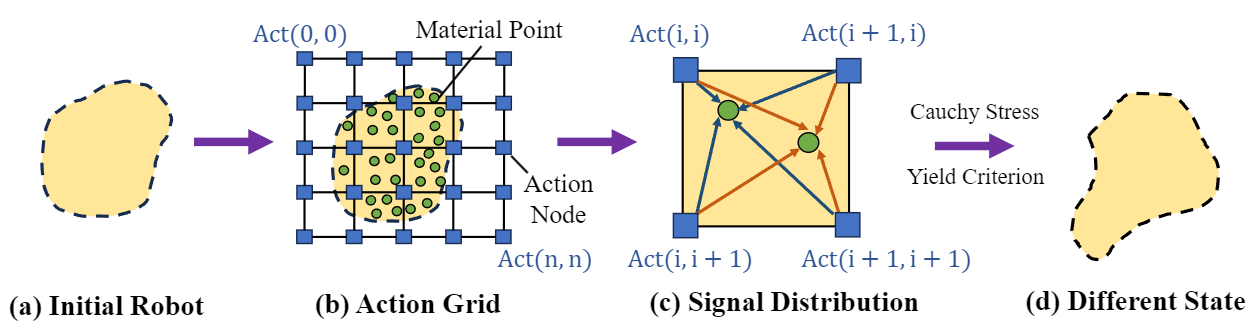 Act(0, 0)
Material Point
Action
Node
Act(n, n)
Act(i, i)
Act(i + 1, i)
Act(i, i + 1)
Act(i + 1, i + 1)
Cauchy Stress
Yield Criterion
(a) Initial Robot
(b) Action Grid
(c) Signal Distribution
(d) Different State